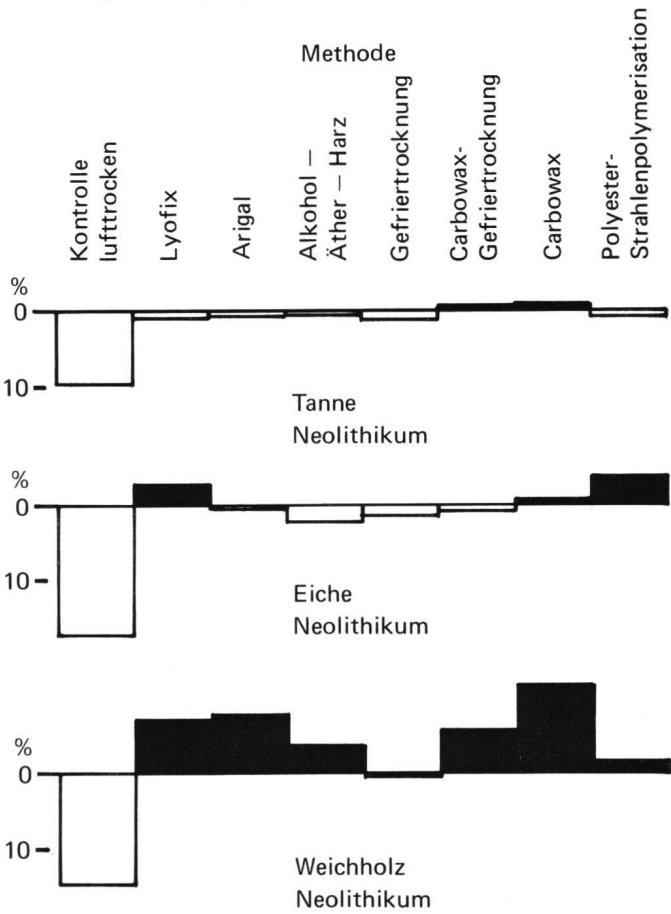 Methode
Kontrolle
lufttrocken
Lyofix
Arigal
Alkohol –
Äther – Harz
Gefriertrocknung
Carbowax-
Gefriertrocknung
Carbowax
Polyester-
Strahlenpolymerisation
%
0
10
Tanne
Neolithikum
%
0
10
Eiche
Neolithikum
%
0
10
Weichholz
Neolithikum